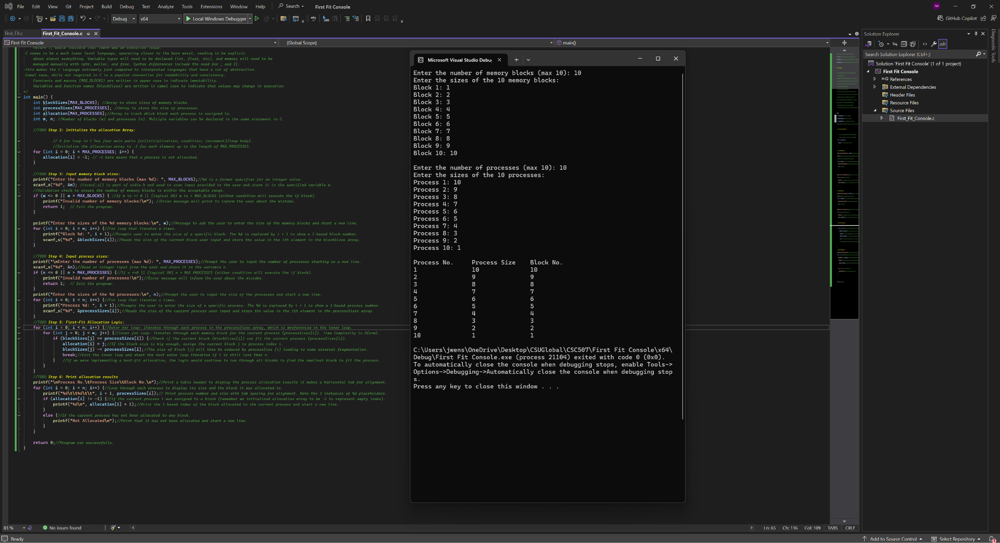 File Edit View Git Project Build Debug Test Analyze Tools Extensions Window Help Search First Fit Console JW
Debug x64 Local Windows Debugger GitHub Copilot
first_Fit.c First_Fit_Console.c
First Fit Console (Global Scope) main()
return 1; would indicate that there was an execution issue.
-C seems to be a much lower level language, operating closer to the bare metal, needing to be explicit
about almost everything. Variable types will need to be declared (int, float, etc), and memory will need to be
managed manually with *ptr, malloc, and free. Syntax differences include the need for ; and {}.
-This makes the C language extremely fast compared to interpreted languages that have a lot of abstraction.
-Camel case, while not required in C is a popular convention for readability and consistency.
Constants and macros (MAX_BLOCKS) are written in upper case to indicate immutability.
Variables and function names (blockSizes) are written in camel case to indicate that values may change in execution.
*/
int main() {
int blockSizes[MAX_BLOCKS]; //Array to store sizes of memory blocks.
int processSizes[MAX_PROCESSES]; //Array to store the size of processes.
int allocation[MAX_PROCESSES];//Array to track which block each provess is assigned to.
int m, n; //Number of blocks (m) and processes (n). Multiple variables can be declared in the same statement in C.
//TODO Step 2: Initialize the allocation Array:
// A for loop in C has four main parts for(initialization; condition; increment){loop body}.
//Initialize the allocation array to -1 for each element up to the length of MAX_PROCESSES.
for (int i = 0; i < MAX_PROCESSES; i++) {
allocation[i] = -1; // -1 here means that a process is not allocated.
}
//TODO Step 3: Input memory block sizes:
printf("Enter the number of memory blocks (max %d): ", MAX_BLOCKS);//%d is a format specifier for an integer value.
scanf_s("%d", &m); //scanf_s() is part of stdio.h and used to scan input provided to the user and store it in the specified variable m.
//Validation check to ensure the number of memory blocks is within the acceptable range.
if (m <= 0 || m > MAX_BLOCKS) { //If m is <= 0 || (logical OR) m is > MAX_BLOCKS (either condition will execute the if block).
printf("Invalid number of memory blocks!\n"); //Error message will print to inform the user about the mistake.
return 1; // Exit the program.
}
printf("Enter the sizes of the %d memory blocks:\n", m);//Message to ask the user to enter the size of the memory blocks and start a new line.
for (int i = 0; i < m; i++) {//For loop that iterates m times.
printf("Block %d: ", i + 1);//Prompts user to enter the size of a specific block. The %d is replaced by i + 1 to show a 1-based block number.
scanf_s("%d", &blockSizes[i]);//Reads the size of the current block user input and store the value in the ith element in the blockSizes array.
}
//TODO Step 4: Input process sizes:
printf("\nEnter the number of processes (max %d): ", MAX_PROCESSES);//Prompt the user to input the number of processes starting on a new line.
scanf_s("%d", &n);//Read an integer input from the user and store it in the variable n.
if (n <= 0 || n > MAX_PROCESSES) {//If n <=0 || (logical OR) n > MAX PROCESSES (either condition will execute the if block).
printf("Invalid number of processes!\n");//Error message will inform the user about the mistake.
return 1; // Exit the program.
}
printf("Enter the sizes of the %d processes:\n", n);//Prompt the user to input the size of the processes and start a new line.
for (int i = 0; i < n; i++) {//For loop that iterates n times.
printf("Process %d: ", i + 1);//Prompts the user to enter the size of a specific process. The %d is replaced by i + 1 to show a 1-based process number.
scanf_s("%d", &processSizes[i]);//Reads the size of the current process user input and store the value in the ith element in the processSizes array.
}
//TODO Step 5: First-Fit Allocation Logic:
for (int i = 0; i < n; i++) {//Outer for loop: Iterates through each process in the processSizes array, which is mreferenced in the inner loop.
for (int j = 0; j < m; j++) {//Inner for loop: Iterates through each memory block for the current process (processSizes[i]). Time Complexity is O(n*m).
if (blockSizes[j] >= processSizes[i]) {//Check if the current block (blockSizes[j]) can fit the current process (processSizes[i]).
allocation[i] = j;//If the block size is big enough, assign the current block j to process index i.
blockSizes[j] -= processSizes[i];//The size of block [j] will then be reduced by processSize [i] leading to some external fragmentation.
break;//Exit the inner loop and start the next outer loop iteration if i is still less than n.
} //If we were implementing a best-fit allocation, the logic would continue to run through all blcoks to find the smallest block to fit the process.
}
}
//TODO Step 6: Print allocation results
printf("\nProcess No.\tProcess Size\tBlock No.\n");//Print a table header to display the process allocation results \t makes a horizontal tab for alignment.
for (int i = 0; i < n; i++) {//Loop through each process to display its size and the block it was allocated to.
printf("%d\t\t%d\t\t", i + 1, processSizes[i]);// Print process number and size with tab spacing for alignment. Note the 2 instances of %d placeholders.
if (allocation[i] != -1) {//If the current process i was assigned to a block (remember we initialized allocation array to be -1 to represent empty index).
printf("%d\n", allocation[i] + 1);//Print the 1-based index of the block allocated to the current process and start a new line.
}
else {//If the current process has not been allocated to any block.
printf("Not Allocated\n");//Print that it has not been allocated and start a new line.
}
}
return 0;//Program ran successfully.
}
Microsoft Visual Studio Debu
Enter the number of memory blocks (max 10): 10
Enter the sizes of the 10 memory blocks:
Block 1: 1
Block 2: 2
Block 3: 3
Block 4: 4
Block 5: 5
Block 6: 6
Block 7: 7
Block 8: 8
Block 9: 9
Block 10: 10
Enter the number of processes (max 10): 10
Enter the sizes of the 10 processes:
Process 1: 10
Process 2: 9
Process 3: 8
Process 4: 7
Process 5: 6
Process 6: 5
Process 7: 4
Process 8: 3
Process 9: 2
Process 10: 1
Process No. Process Size Block No.
1 10 10
2 9 9
3 8 8
4 7 7
5 6 6
6 5 5
7 4 4
8 3 3
9 2 2
10 1 1
C:\Users\jwens\OneDrive\Desktop\CSUGlobal\CSC507\First Fit Console\x64\
Debug\First Fit Console.exe (process 21104) exited with code 0 (0x0).
To automatically close the console when debugging stops, enable Tools->
Options->Debugging->Automatically close the console when debugging stop
s.
Press any key to close this window . . .
Solution Explorer
Search Solution Explorer (Ctrl+;)
Solution 'First Fit Console' (1 of 1 project)
First Fit Console
References
External Dependencies
Header Files
Resource Files
Source Files
First_Fit_Console.c
Diagnostic Tools
83 % No issues found Ln: 65 Ch: 116 Col: 109 TABS CRLF
Ready Add to Source Control Select Repository